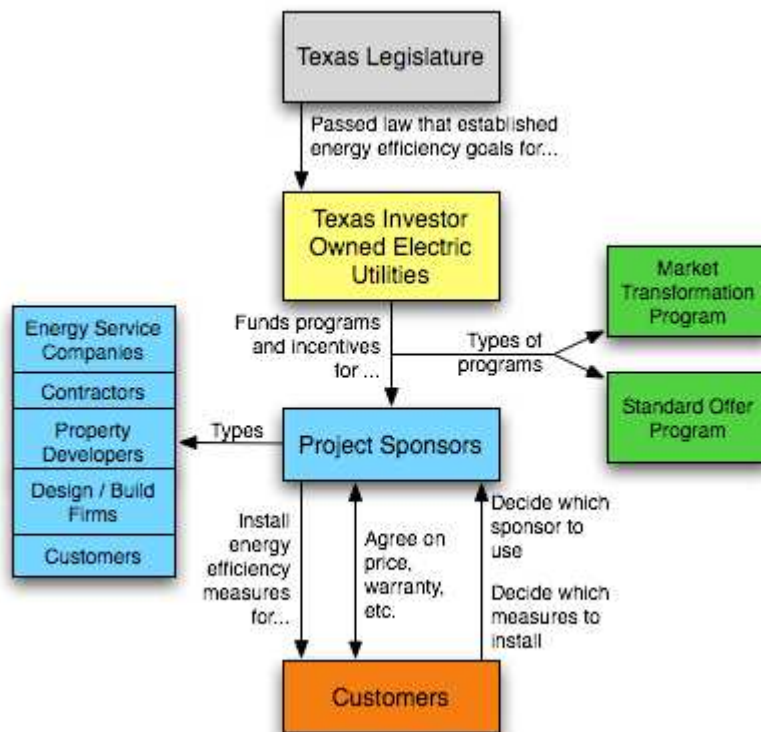 Texas Legislature
Passed law that established
energy efficiency goals for...
Texas Investor
Owned Electric
Utilities
Market
Transformation
Program
Funds programs
and incentives
for ...
Types of
programs
Standard Offer
Program
Energy Service
Companies
Contractors
Property
Developers
Design / Build
Firms
Customers
Types
Project Sponsors
Install
energy
efficiency
measures
for...
Agree on
price,
warranty,
etc.
Decide which
sponsor to
use
Decide which
measures to
install
Customers